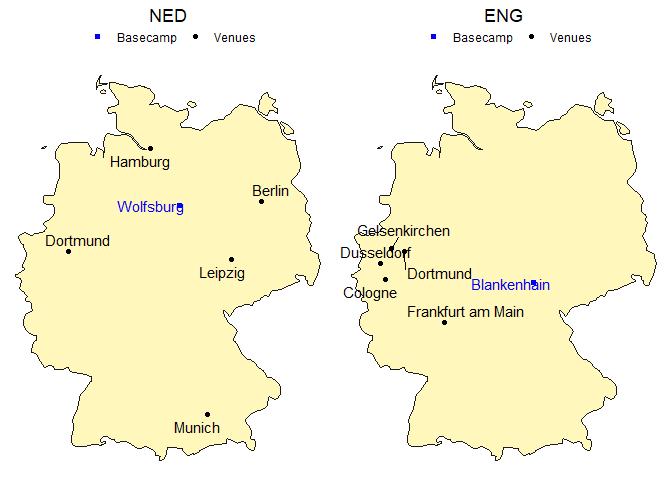 NED
Basecamp Venues
Hamburg
Berlin
Wolfsburg
Dortmund
Leipzig
Munich
ENG
Basecamp Venues
Gelsenkirchen
Dusseldorf
Dortmund
Cologne
Blankenhain
Frankfurt am Main